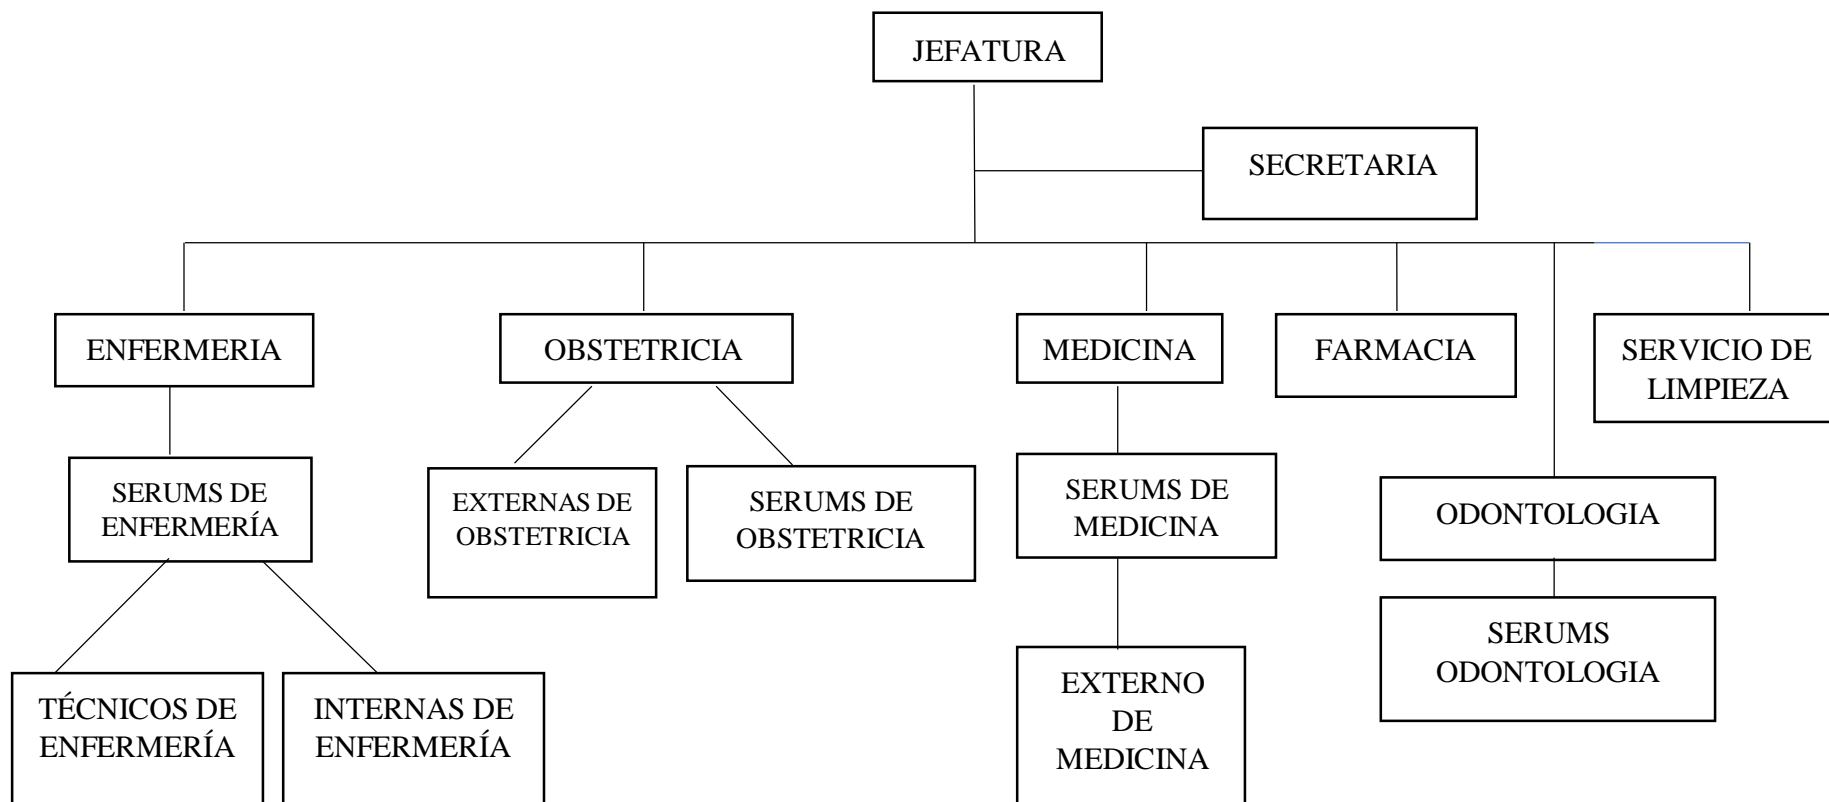 JEFATURA
SECRETARIA
ENFERMERIA
OBSTETRICIA
MEDICINA
FARMACIA
SERVICIO DE
LIMPIEZA
SERUMS DE
ENFERMERÍA
EXTERNAS DE
OBSTETRICIA
SERUMS DE
OBSTETRICIA
SERUMS DE
MEDICINA
ODONTOLOGIA
SERUMS
ODONTOLOGIA
TÉCNICOS DE
ENFERMERÍA
INTERNAS DE
ENFERMERÍA
EXTERNO
DE
MEDICINA